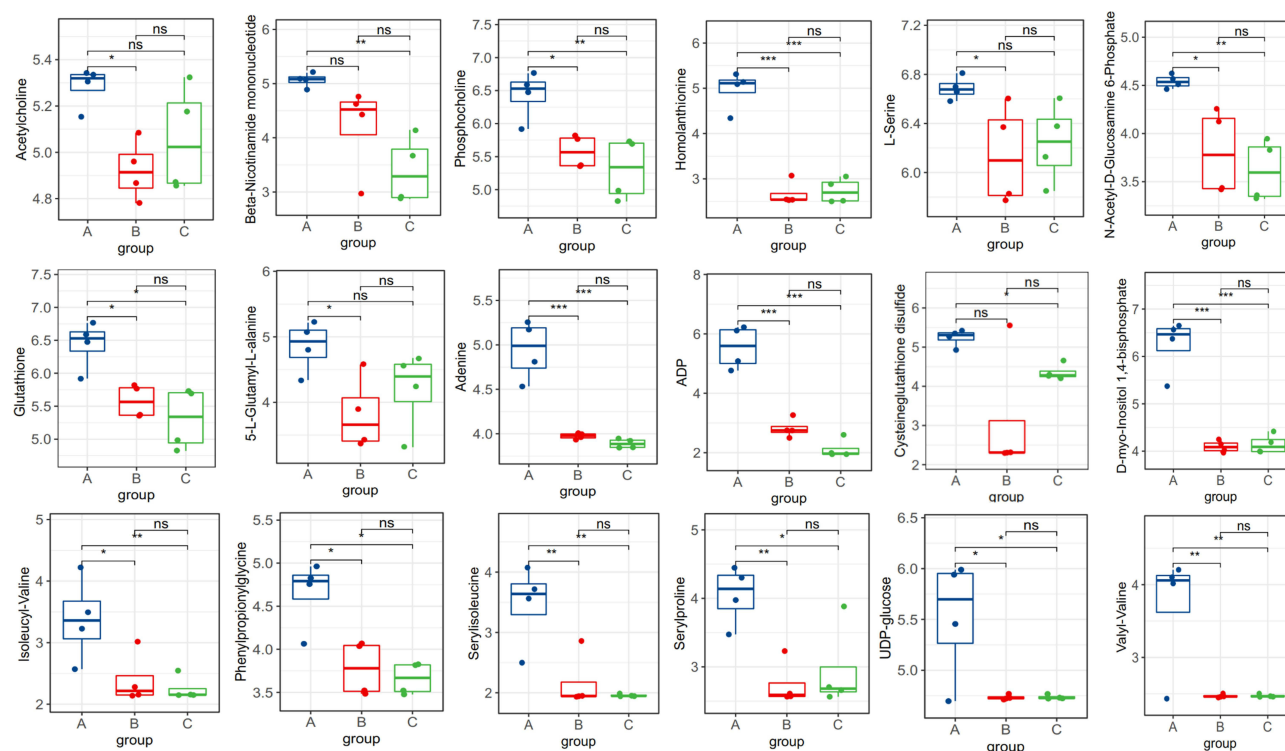 Acetylcholine
5.4
5.2
5.0
4.8
ns
ns
*
A B C
group
Beta-Nicotinamide mononucleotide
6
5
4
3
ns
**
ns
A B C
group
Phosphocholine
7.0
6.5
6.0
5.5
5.0
ns
**
*
A B C
group
Homolanthionine
6
5
4
3
ns
***
***
A B C
group
L-Serine
7.2
6.8
6.4
6.0
ns
ns
*
A B C
group
N-Acetyl-D-Glucosamine 6-Phosphate
5.0
4.5
4.0
3.5
ns
**
*
A B C
group
Glutathione
7.0
6.5
6.0
5.5
5.0
ns
*
*
A B C
group
5-L-Glutamyl-L-alanine
6
5
4
ns
ns
*
A B C
group
Adenine
5.5
5.0
4.5
4.0
ns
***
***
A B C
group
ADP
8
6
4
2
ns
***
***
A B C
group
Cysteineglutathione disulfide
6
5
4
3
2
ns
*
ns
A B C
group
D-myo-Inositol 1,4-bisphosphate
7
6
5
4
ns
***
***
A B C
group
Isoleucyl-Valine
5
4
3
2
ns
**
*
A B C
group
Phenylpropionylglycine
5.5
5.0
4.5
4.0
3.5
ns
*
*
A B C
group
Serylisoleucine
5
4
3
2
ns
**
**
A B C
group
Serylproline
5
4
3
ns
*
**
A B C
group
UDP-glucose
6.5
6.0
5.5
5.0
ns
*
*
A B C
group
Valyl-Valine
5
4
3
ns
**
**
A B C
group